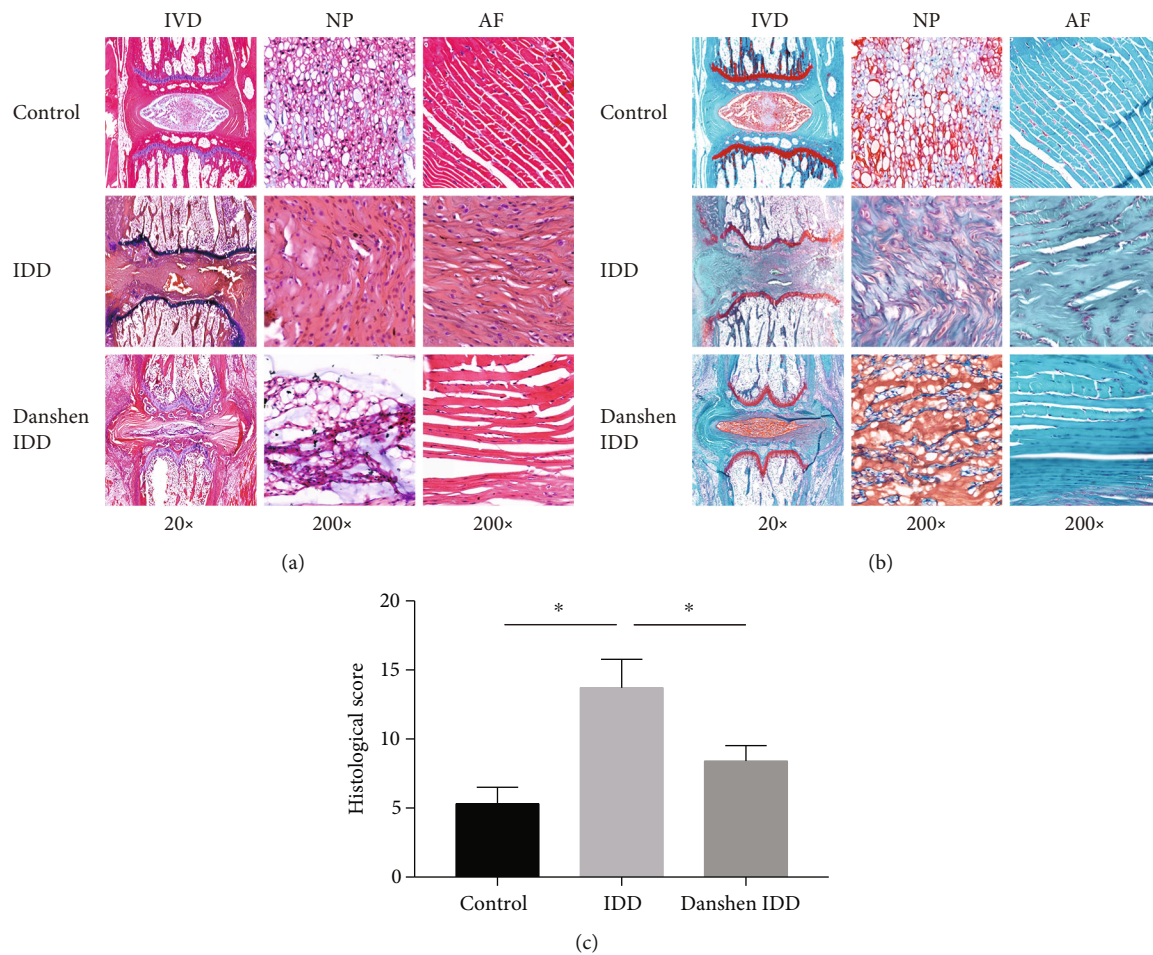 IVD NP AF
Control
IDD
Danshen
IDD
20× 200× 200×
(a)
IVD NP AF
Control
IDD
Danshen
IDD
20× 200× 200×
(b)
20
15
10
5
0
Histological score
* *
Control IDD Danshen IDD
(c)